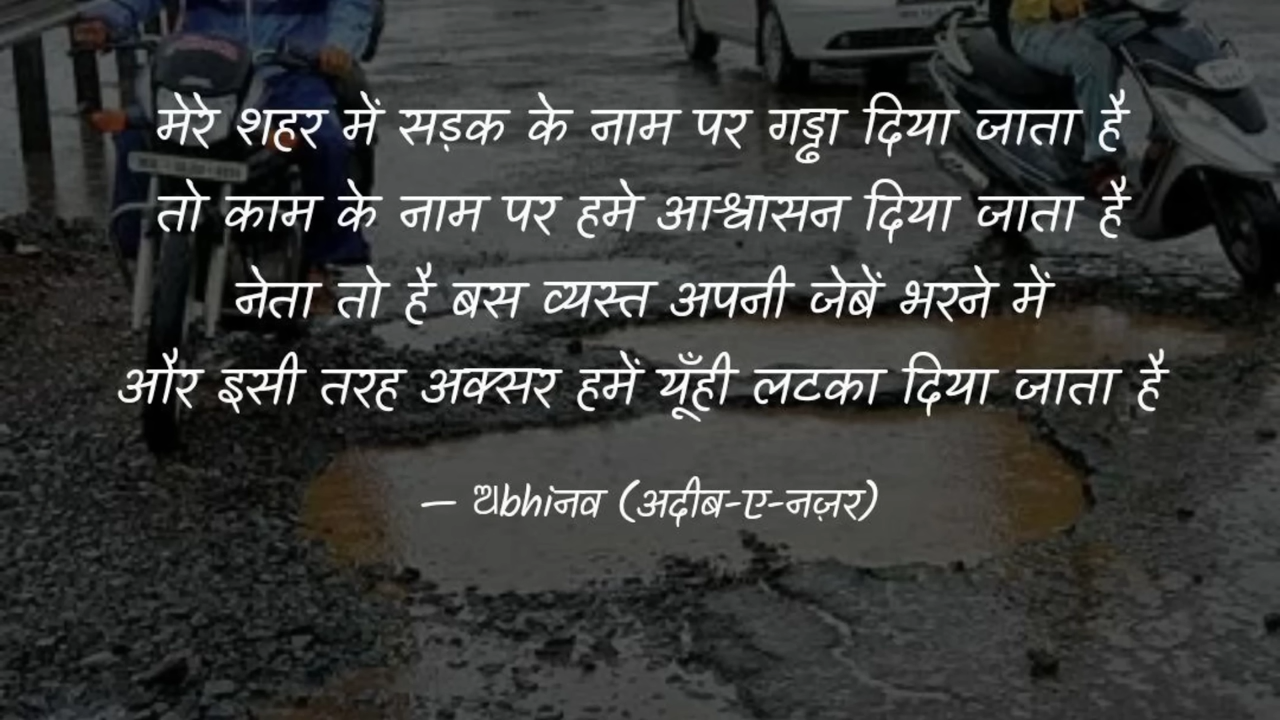 मेरे शहर में सड़क के नाम पर गड्ढा दिया जाता है
तो काम के नाम पर हमे आश्वासन दिया जाता है
नेता तो है बस व्यस्त अपनी जेबें भरने में
और इसी तरह अक्सर हमें यूँही लटका दिया जाता है
— અbhiनव (अदीब-ए-नज़र)